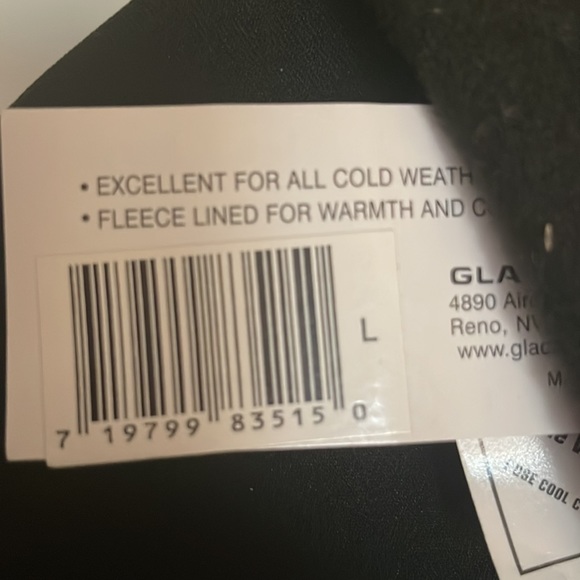 • EXCELLENT FOR ALL COLD WEATH
• FLEECE LINED FOR WARMTH AND C
L
7 19799 83515 0
GLA
4890 Air
Reno, NV
www.glac
M
USE COOL C